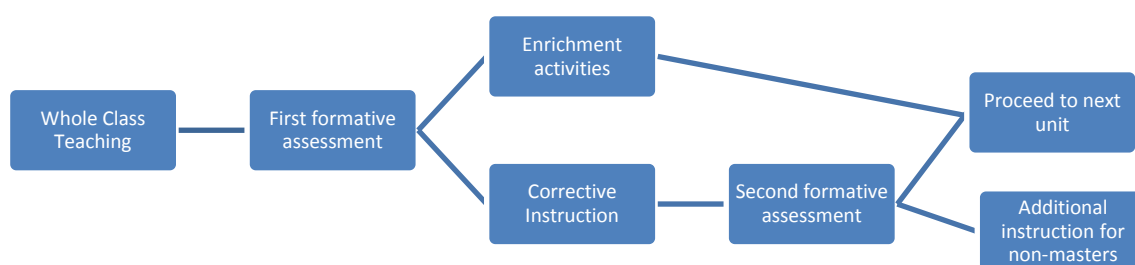 Whole Class
Teaching
First formative
assessment
Enrichment
activities
Corrective
Instruction
Second formative
assessment
Proceed to next
unit
Additional
instruction for
non-masters